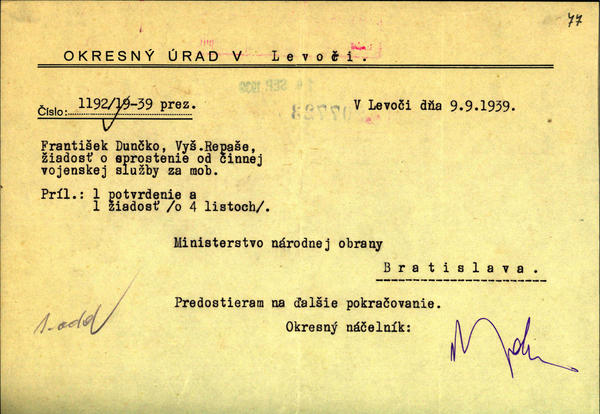 77
OKRESNÝ ÚRAD V Levoči.
Číslo: 1192/19-39 prez.
V Levoči dňa 9.9.1939.
František Dunčko, Vyš.Repaše,
žiadosť o sprostenie od činnej
vojenskej služby za mob.
Príl.: 1 potvrdenie a
1 žiadosť /o 4 listoch/.
Ministerstvo národnej obrany
Bratislava.
Predostieram na ďalšie pokračovanie.
Okresný náčelník: